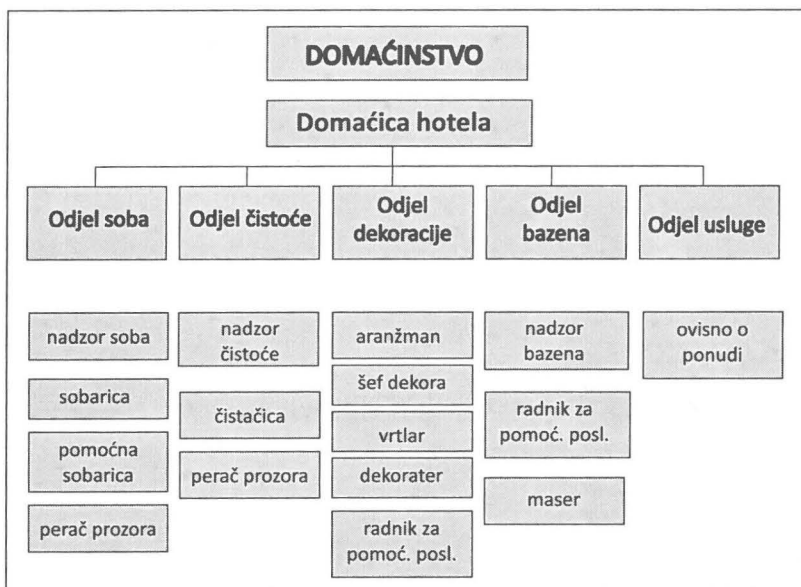 DOMAĆINSTVO
Domaćica hotela
Odjel soba
Odjel čistoće
Odjel
dekoracije
Odjel
bazena
Odjel usluge
nadzor soba
sobarica
pomoćna
sobarica
perač prozora
nadzor
čistoće
čistačica
perač prozora
aranžman
šef dekora
vrtlar
dekorater
radnik za
pomoć. posl.
nadzor
bazena
radnik za
pomoć. posl.
maser
ovisno o
ponudi